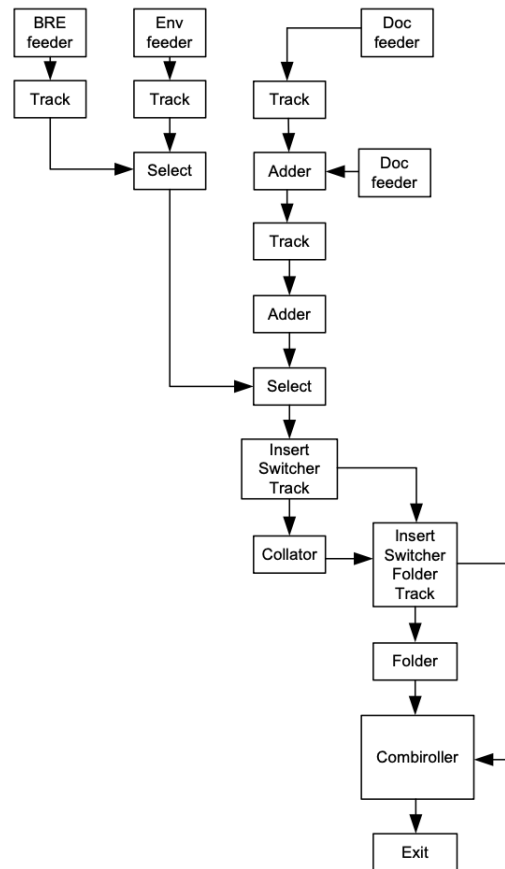 BRE
feeder
Env
feeder
Doc
feeder
Track
Track
Track
Select
Adder
Doc
feeder
Track
Adder
Select
Insert
Switcher
Track
Collator
Insert
Switcher
Folder
Track
Folder
Combiroller
Exit